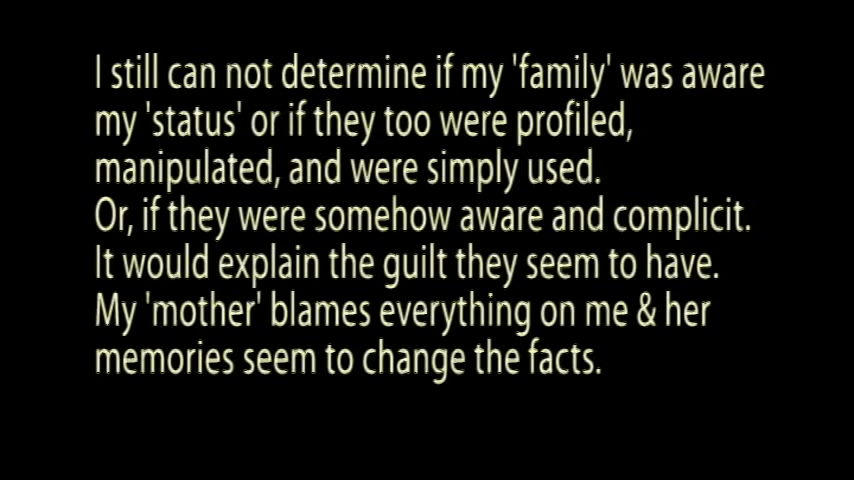 I still can not determine if my 'family' was aware
my 'status' or if they too were profiled,
manipulated, and were simply used.
Or, if they were somehow aware and complicit.
It would explain the guilt they seem to have.
My 'mother' blames everything on me & her
memories seem to change the facts.